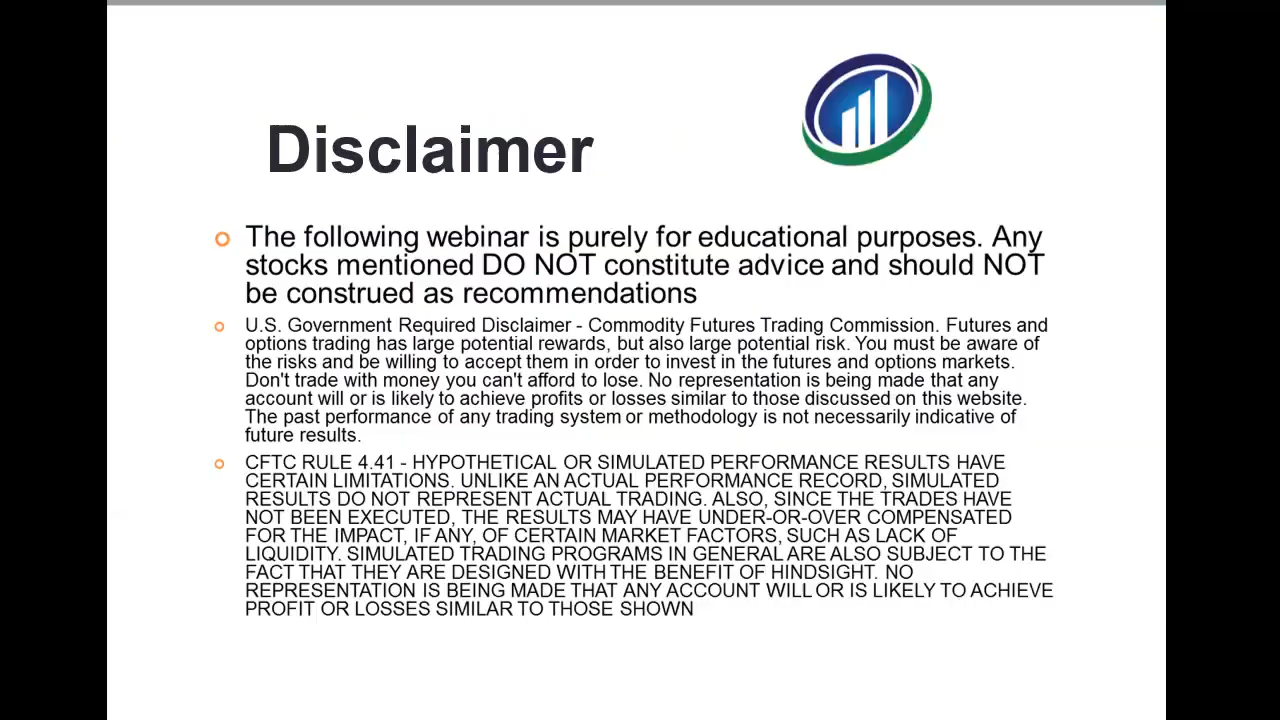 Disclaimer
The following webinar is purely for educational purposes. Any
stocks mentioned DO NOT constitute advice and should NOT
be construed as recommendations
U.S. Government Required Disclaimer - Commodity Futures Trading Commission. Futures and
options trading has large potential rewards, but also large potential risk. You must be aware of
the risks and be willing to accept them in order to invest in the futures and options markets.
Don't trade with money you can't afford to lose. No representation is being made that any
account will or is likely to achieve profits or losses similar to those discussed on this website.
The past performance of any trading system or methodology is not necessarily indicative of
future results.
CFTC RULE 4.41 - HYPOTHETICAL OR SIMULATED PERFORMANCE RESULTS HAVE
CERTAIN LIMITATIONS. UNLIKE AN ACTUAL PERFORMANCE RECORD, SIMULATED
RESULTS DO NOT REPRESENT ACTUAL TRADING. ALSO, SINCE THE TRADES HAVE
NOT BEEN EXECUTED, THE RESULTS MAY HAVE UNDER-OR-OVER COMPENSATED
FOR THE IMPACT, IF ANY, OF CERTAIN MARKET FACTORS, SUCH AS LACK OF
LIQUIDITY. SIMULATED TRADING PROGRAMS IN GENERAL ARE ALSO SUBJECT TO THE
FACT THAT THEY ARE DESIGNED WITH THE BENEFIT OF HINDSIGHT. NO
REPRESENTATION IS BEING MADE THAT ANY ACCOUNT WILL OR IS LIKELY TO ACHIEVE
PROFIT OR LOSSES SIMILAR TO THOSE SHOWN